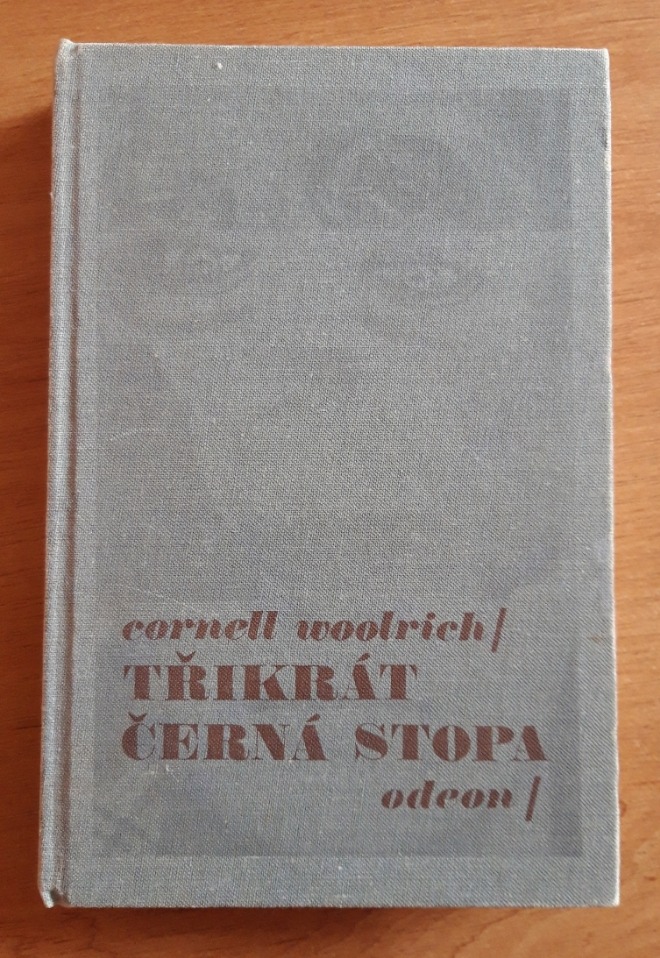 cornell woolrich/
TŘIKRÁT
ČERNÁ STOPA
odeon/